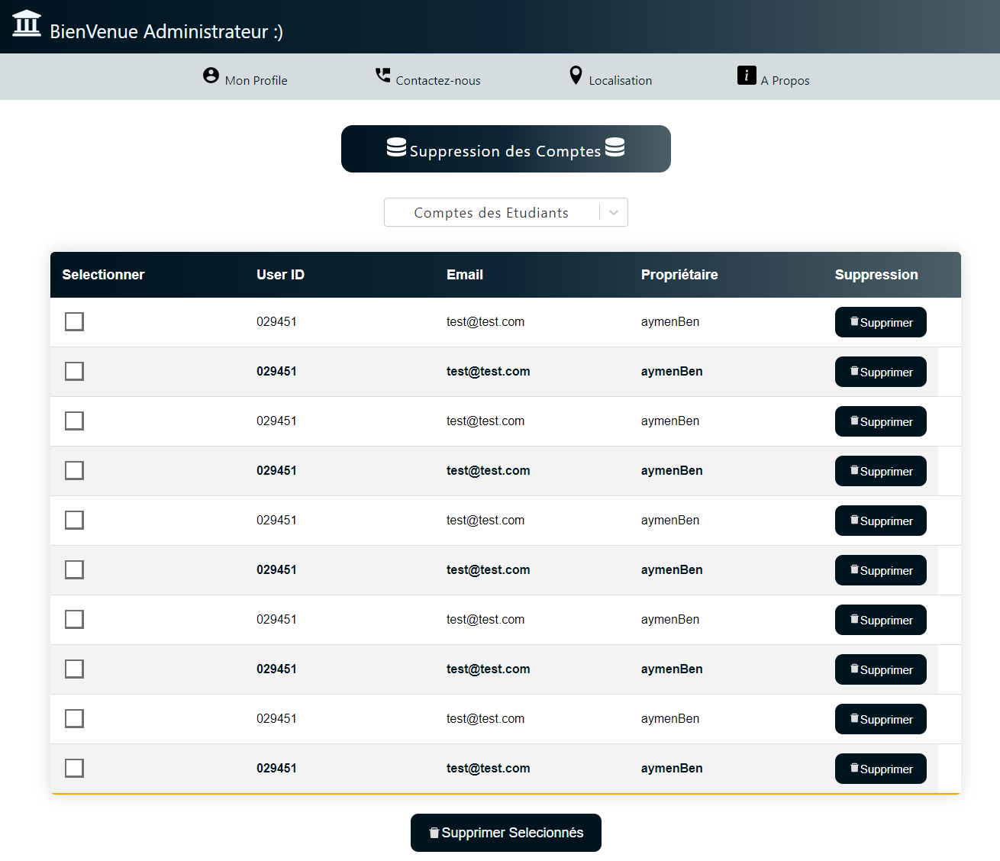 BienVenue Administrateur :)
Mon Profile Contactez-nous Localisation A Propos
Suppression des Comptes
Comptes des Etudiants
Selectionner User ID Email Propriétaire Suppression
029451 test@test.com aymenBen Supprimer
029451 test@test.com aymenBen Supprimer
029451 test@test.com aymenBen Supprimer
029451 test@test.com aymenBen Supprimer
029451 test@test.com aymenBen Supprimer
029451 test@test.com aymenBen Supprimer
029451 test@test.com aymenBen Supprimer
029451 test@test.com aymenBen Supprimer
029451 test@test.com aymenBen Supprimer
029451 test@test.com aymenBen Supprimer
Supprimer Selecionnés